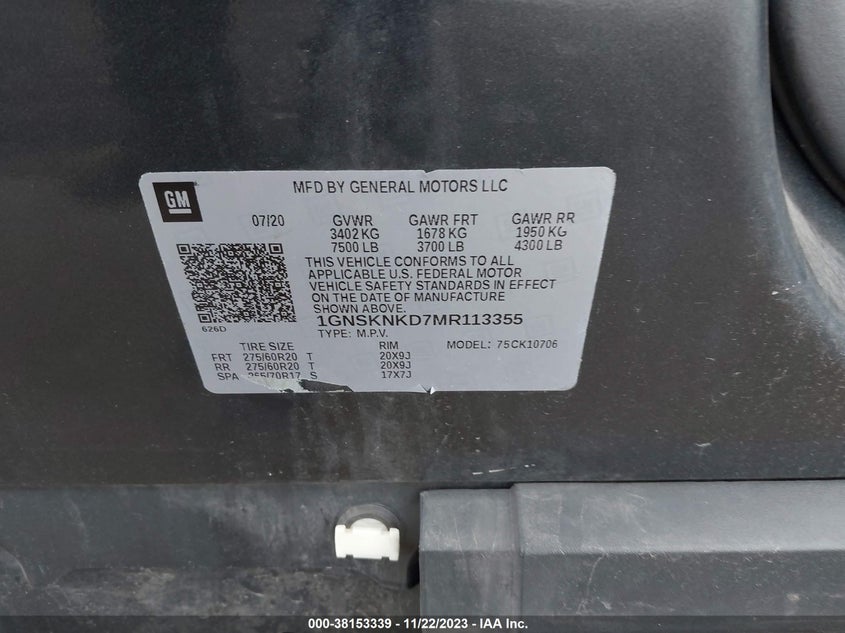 GM
MFD BY GENERAL MOTORS LLC
07/20 GVWR GAWR FRT GAWR RR
3402 KG 1678 KG 1950 KG
7500 LB 3700 LB 4300 LB
THIS VEHICLE CONFORMS TO ALL
APPLICABLE U.S. FEDERAL MOTOR
VEHICLE SAFETY STANDARDS IN EFFECT
ON THE DATE OF MANUFACTURE
SHOWN ABOVE.
626D
1GNSKNKD7MR113355
TYPE: M.P.V. MODEL: 75CK10706
TIRE SIZE RIM
FRT 275/60R20 T 20X9J
RR 275/60R20 T 20X9J
SPA 265/70R17 S 17X7J
000-38153339 - 11/22/2023 - IAA Inc.